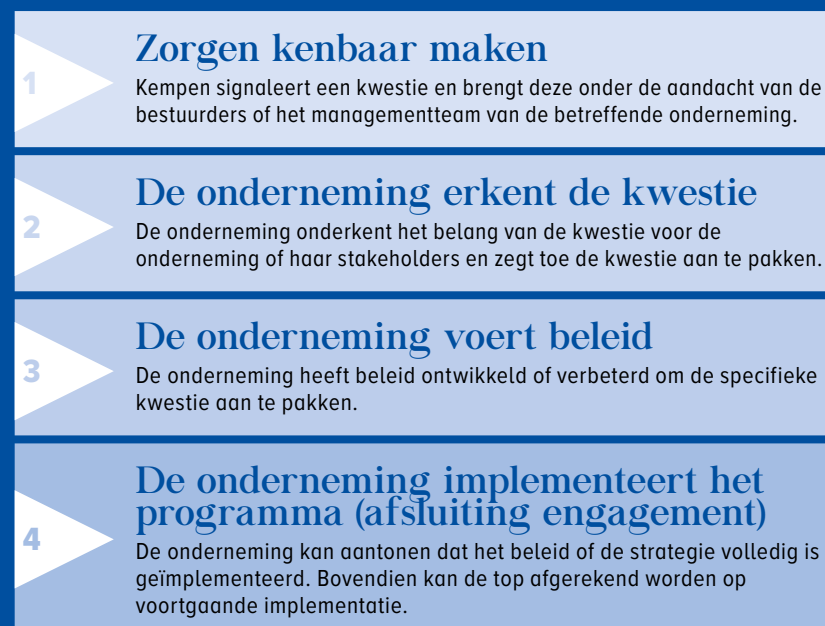 1
Zorgen kenbaar maken
Kempen signaleert een kwestie en brengt deze onder de aandacht van de
bestuurders of het managementteam van de betreffende onderneming.
2
De onderneming erkent de kwestie
De onderneming onderkent het belang van de kwestie voor de
onderneming of haar stakeholders en zegt toe de kwestie aan te pakken.
3
De onderneming voert beleid
De onderneming heeft beleid ontwikkeld of verbeterd om de specifieke
kwestie aan te pakken.
4
De onderneming implementeert het
programma (afsluiting engagement)
De onderneming kan aantonen dat het beleid of de strategie volledig is
geïmplementeerd. Bovendien kan de top afgerekend worden op
voortgaande implementatie.